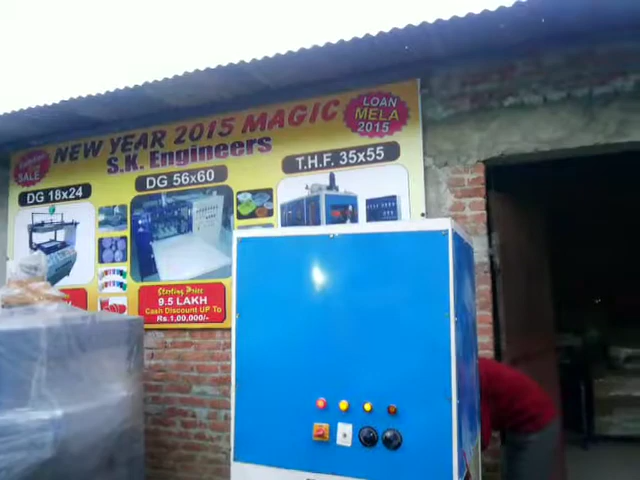 NEW YEAR 2015 MAGIC
S.K. Engineers
LOAN
MELA
2015
SALE
DG 18x24
DG 56x60
T.H.F. 35x55
Starting Price
9.5 LAKH
Cash Discount UP To
Rs.1,00,000/-